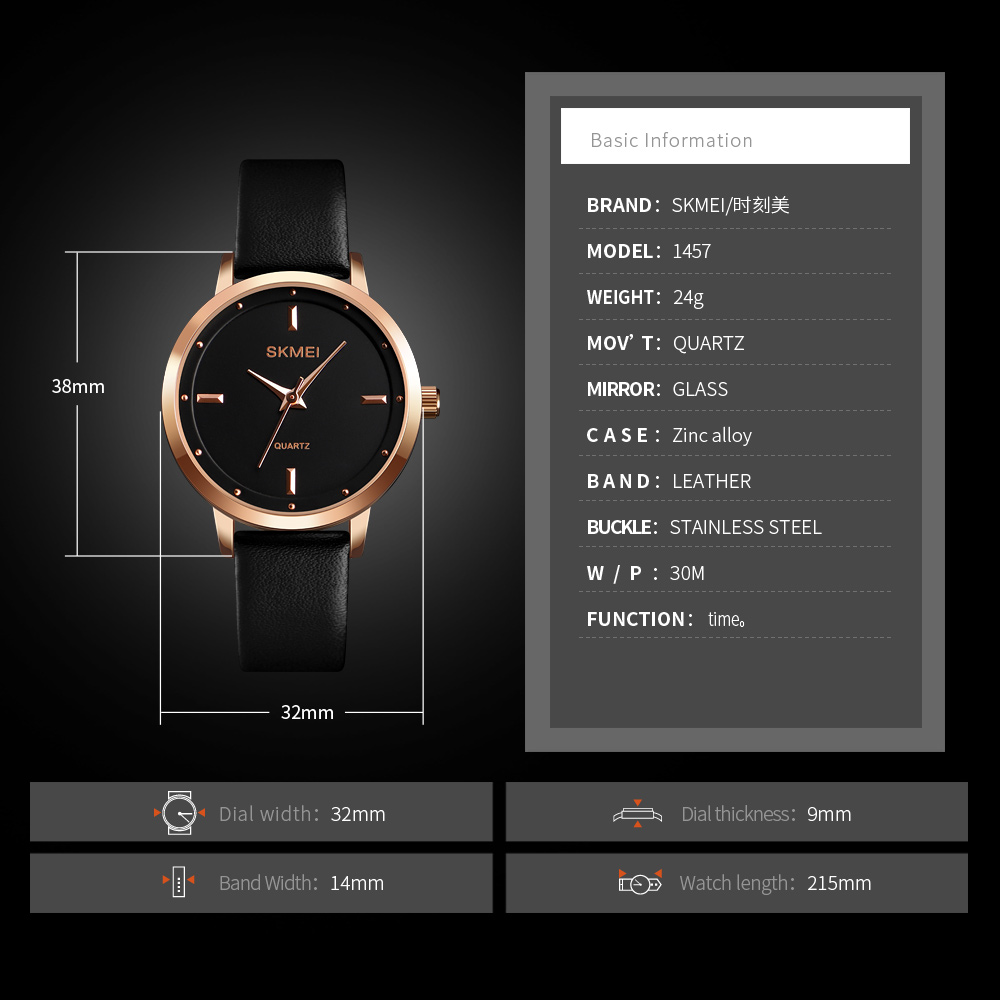 Basic Information
BRAND：SKMEI/时刻美
MODEL：1457
WEIGHT：24g
MOV’T：QUARTZ
MIRROR：GLASS
CASE：Zinc alloy
BAND：LEATHER
BUCKLE：STAINLESS STEEL
W/P：30M
FUNCTION：time。
SKMEI
QUARTZ
38mm
32mm
Dial width：32mm
Dial thickness：9mm
Band Width：14mm
Watch length：215mm